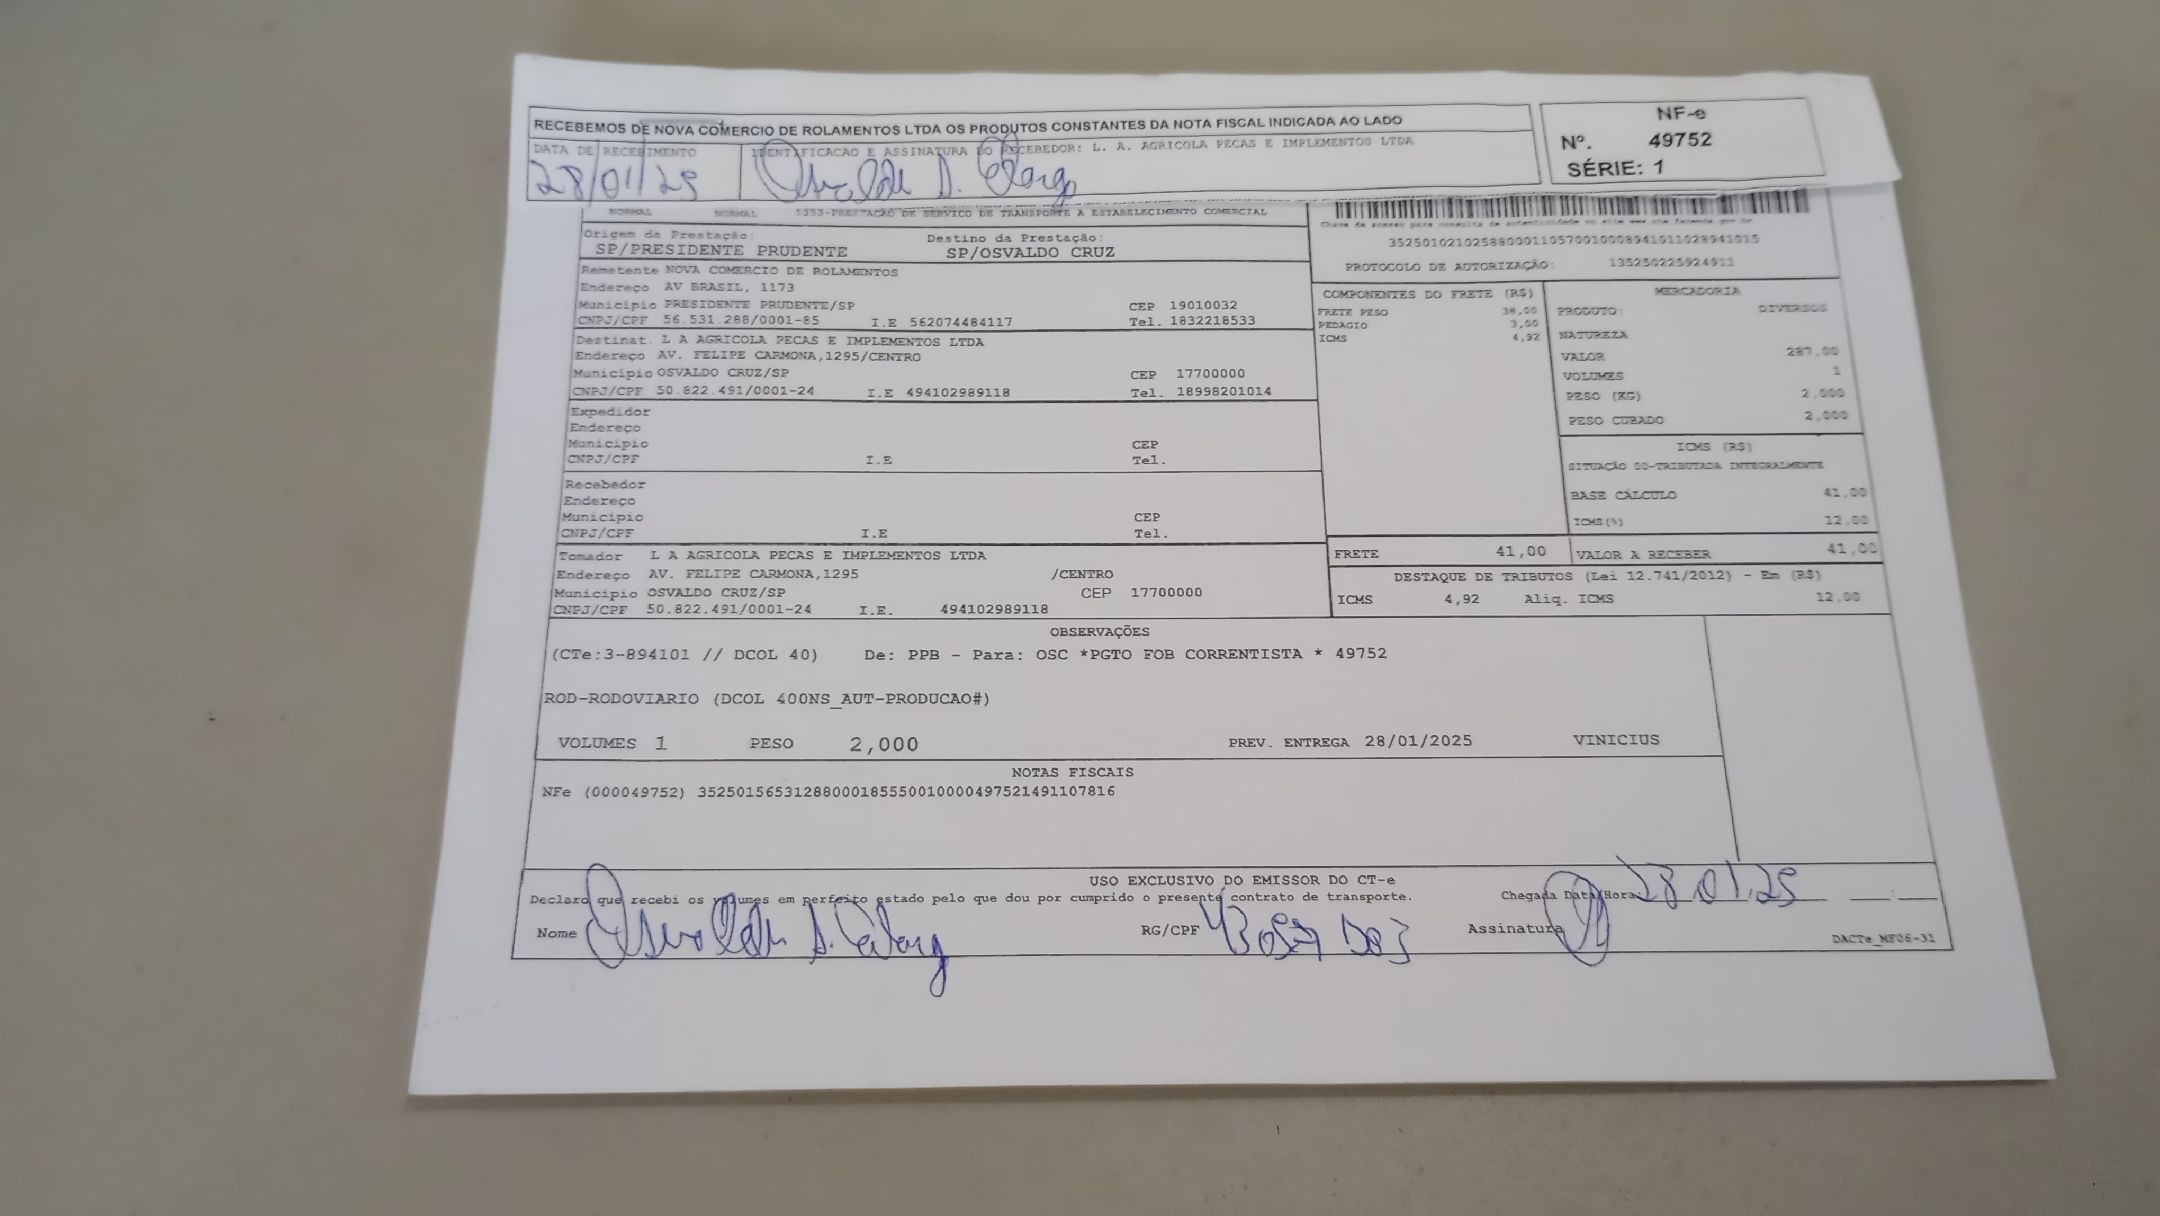 RECEBEMOS DE NOVA COMERCIO DE ROLAMENTOS LTDA OS PRODUTOS CONSTANTES DA NOTA FISCAL INDICADA AO LADO
DATA DE RECEBIMENTO
28/01/25
IDENTIFICACAO E ASSINATURA DO RECEBEDOR: L. A. AGRICOLA PECAS E IMPLEMENTOS LTDA
NF-e
Nº. 49752
SÉRIE: 1
NORMAL NORMAL 5353-PRESTAÇÃO DE SERVICO DE TRANSPORTE A ESTABELECIMENTO COMERCIAL
Origem da Prestação:
SP/PRESIDENTE PRUDENTE
Destino da Prestação:
SP/OSVALDO CRUZ
PROTOCOLO DE AUTORIZAÇÃO: 135250225924911
Remetente NOVA COMERCIO DE ROLAMENTOS
Endereço AV BRASIL, 1173
Município PRESIDENTE PRUDENTE/SP CEP 19010032
CNPJ/CPF 56.531.288/0001-85 I.E 562074484117 Tel. 1832218533
Destinat. L A AGRICOLA PECAS E IMPLEMENTOS LTDA
Endereço AV. FELIPE CARMONA,1295/CENTRO
Município OSVALDO CRUZ/SP CEP 17700000
CNPJ/CPF 50.822.491/0001-24 I.E 494102989118 Tel. 18998201014
Expedidor
Endereço
Município CEP
CNPJ/CPF I.E Tel.
Recebedor
Endereço
Município CEP
CNPJ/CPF I.E Tel.
Tomador L A AGRICOLA PECAS E IMPLEMENTOS LTDA
Endereço AV. FELIPE CARMONA,1295 /CENTRO
Município OSVALDO CRUZ/SP CEP 17700000
CNPJ/CPF 50.822.491/0001-24 I.E. 494102989118
COMPONENTES DO FRETE (R$)
FRETE PESO 38,00
PEDAGIO 3,00
ICMS 4,92
MERCADORIA
PRODUTO: DIVERSOS
NATUREZA
VALOR 287,00
VOLUMES 1
PESO (KG) 2,000
PESO CUBADO 2,000
ICMS (R$)
SITUAÇÃO 00-TRIBUTADA INTEGRALMENTE
BASE CÁLCULO 41,00
ICMS(%) 12,00
FRETE 41,00
VALOR A RECEBER 41,00
DESTAQUE DE TRIBUTOS (Lei 12.741/2012) - Em (R$)
ICMS 4,92 Aliq. ICMS 12,00
OBSERVAÇÕES
(CTe:3-894101 // DCOL 40) De: PPB - Para: OSC *PGTO FOB CORRENTISTA * 49752
ROD-RODOVIARIO (DCOL 400NS_AUT-PRODUCAO#)
VOLUMES 1 PESO 2,000 PREV. ENTREGA 28/01/2025 VINICIUS
NOTAS FISCAIS
NFe (000049752) 35250156531288000185550010000497521491107816
USO EXCLUSIVO DO EMISSOR DO CT-e
Declaro que recebi os volumes em perfeito estado pelo que dou por cumprido o presente contrato de transporte.
Chegada Data/Hora 28 01 25
Nome
RG/CPF
Assinatura
DACTe_MF06-31